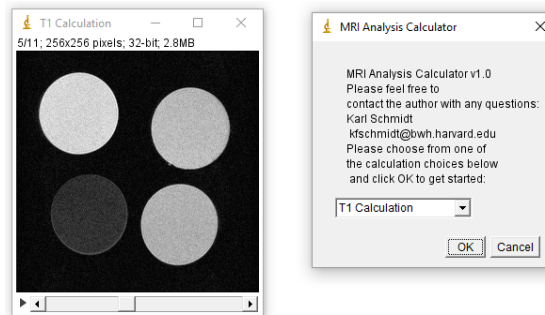 T1 Calculation
5/11; 256x256 pixels; 32-bit; 2.8MB
MRI Analysis Calculator
MRI Analysis Calculator v1.0
Please feel free to
contact the author with any questions:
Karl Schmidt
kfschmidt@bwh.harvard.edu
Please choose from one of
the calculation choices below
and click OK to get started:
T1 Calculation
OK Cancel